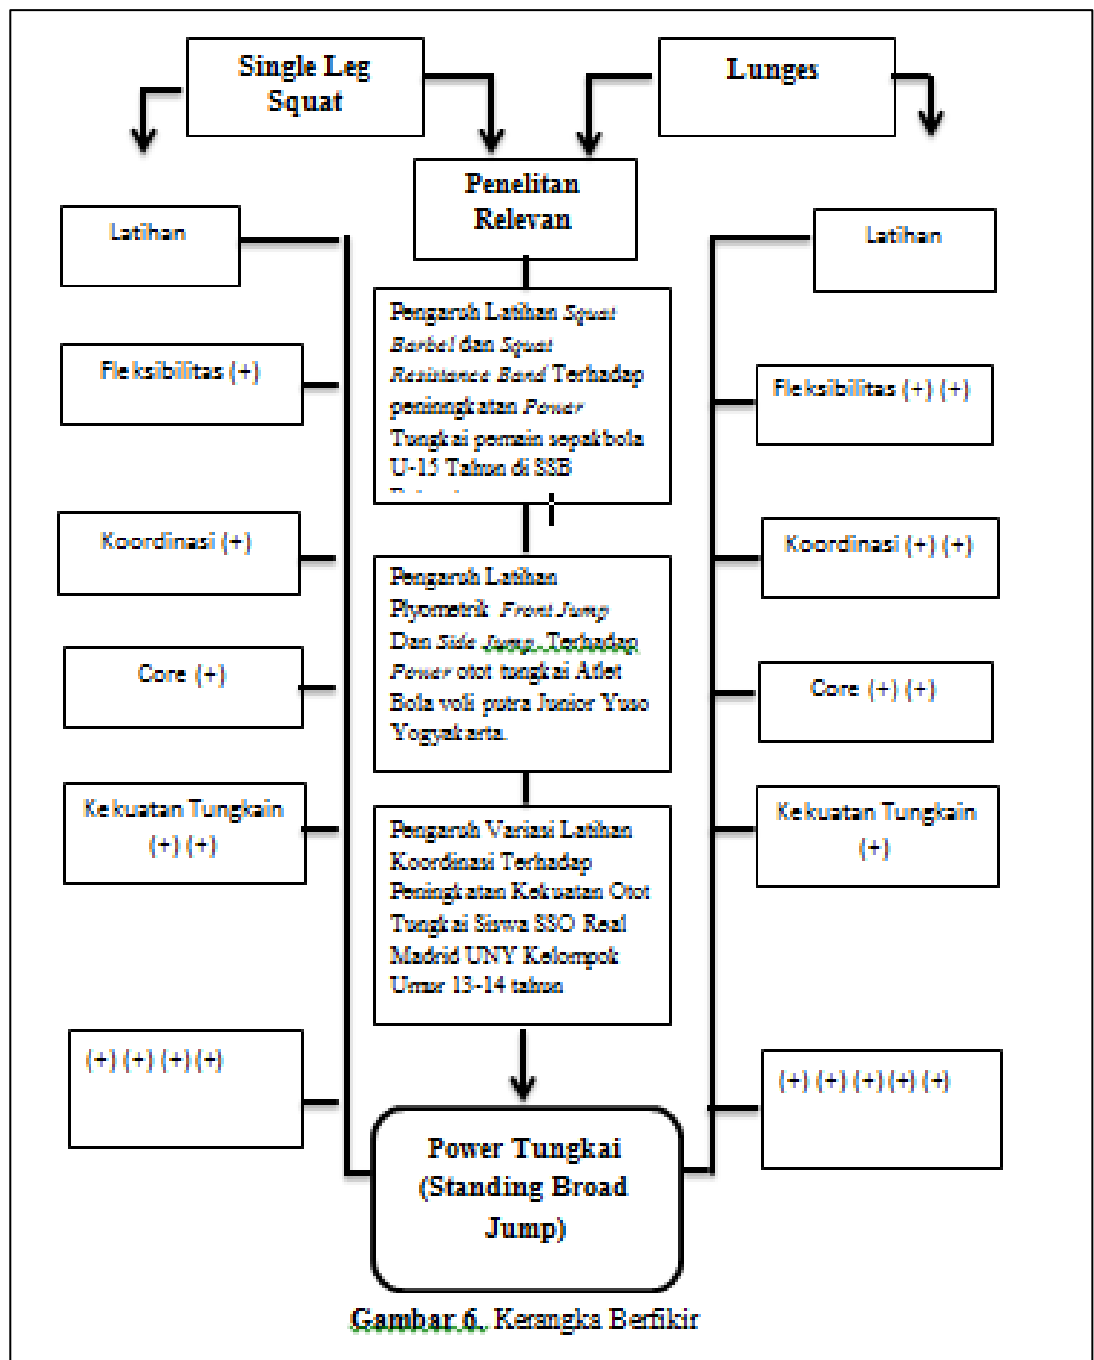 Single Leg
Squat
Lunges
Penelitan
Relevan
Latihan
Fleksibilitas (+)
Koordinasi (+)
Core (+)
Kekuatan Tungkain
(+) (+)
(+) (+) (+) (+)
Pengaruh Latihan Squat
Barbel dan Squat
Resistance Band Terhadap
peninngkatan Power
Tungkai pemain sepakbola
U-15 Tahun di SSB
Pengaruh Latihan
Plyometrik Front Jump
Dan Side Jump Terhadap
Power otot tungkai Atlet
Bola voli putra Junior Yuso
Yogyakarta.
Pengaruh Variasi Latihan
Koordinasi Terhadap
Peningkatan Kekuatan Otot
Tungkai Siswa SSO Real
Madrid UNY Kelompok
Umur 13-14 tahun
Latihan
Fleksibilitas (+) (+)
Koordinasi (+) (+)
Core (+) (+)
Kekuatan Tungkain
(+)
(+) (+) (+) (+) (+)
Power Tungkai
(Standing Broad
Jump)
Gambar 6. Kerangka Berfikir